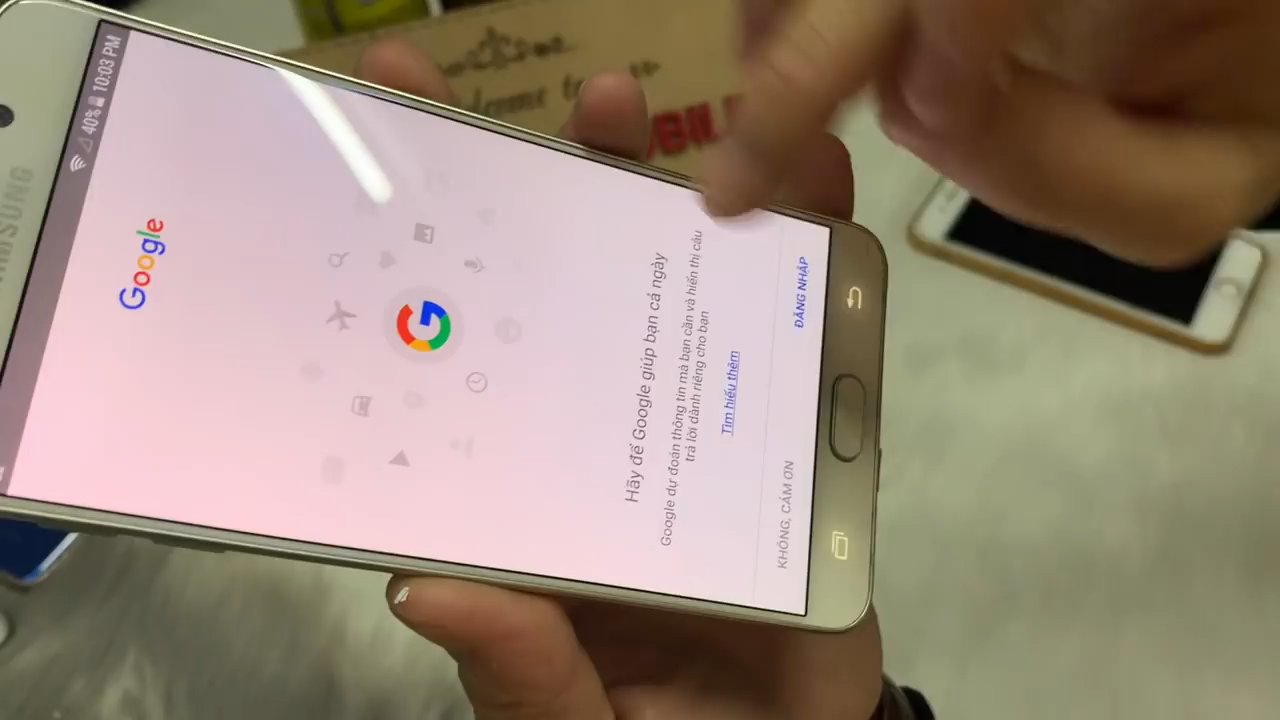 SAMSUNG
40% 10:03 PM
Google
Hãy để Google giúp bạn cả ngày
Google dự đoán thông tin mà bạn cần và hiển thị câu
trả lời dành riêng cho bạn
Tìm hiểu thêm
KHÔNG, CẢM ƠN
ĐĂNG NHẬP